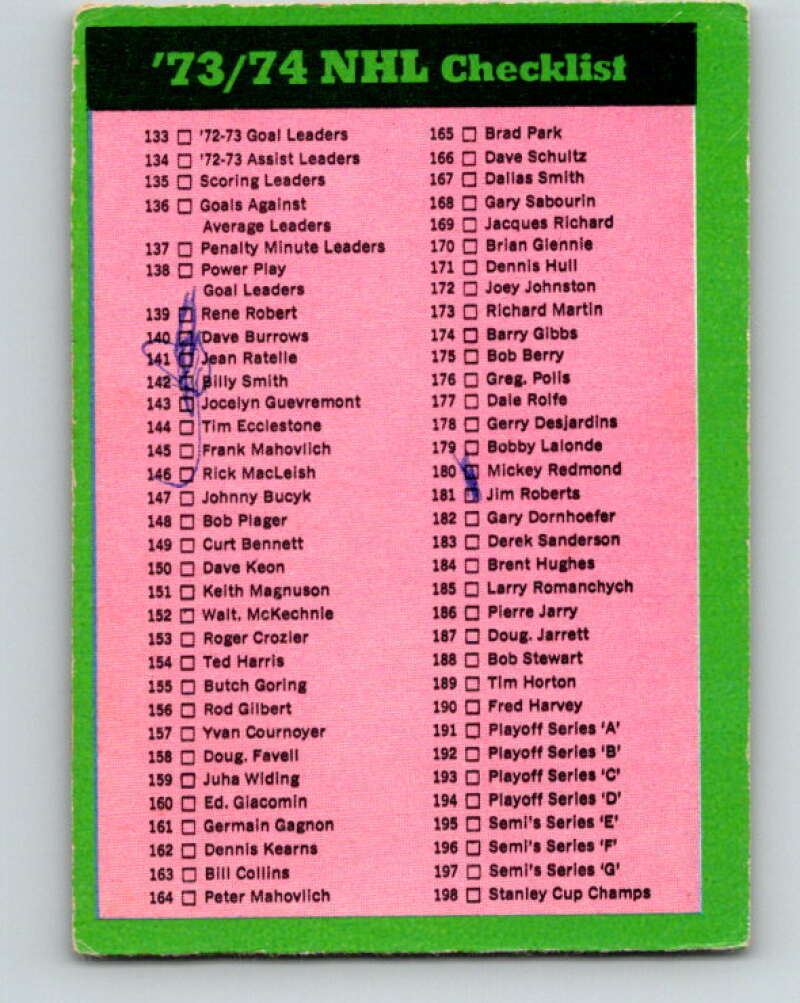 '73/74 NHL Checklist
133 □ '72-73 Goal Leaders
134 □ '72-73 Assist Leaders
135 □ Scoring Leaders
136 □ Goals Against
Average Leaders
137 □ Penalty Minute Leaders
138 □ Power Play
Goal Leaders
139 □ Rene Robert
140 □ Dave Burrows
141 □ Jean Ratelle
142 □ Billy Smith
143 □ Jocelyn Guevremont
144 □ Tim Ecclestone
145 □ Frank Mahovlich
146 □ Rick MacLeish
147 □ Johnny Bucyk
148 □ Bob Plager
149 □ Curt Bennett
150 □ Dave Keon
151 □ Keith Magnuson
152 □ Walt. McKechnie
153 □ Roger Crozier
154 □ Ted Harris
155 □ Butch Goring
156 □ Rod Gilbert
157 □ Yvan Cournoyer
158 □ Doug. Favell
159 □ Juha Widing
160 □ Ed. Giacomin
161 □ Germain Gagnon
162 □ Dennis Kearns
163 □ Bill Collins
164 □ Peter Mahovlich
165 □ Brad Park
166 □ Dave Schultz
167 □ Dallas Smith
168 □ Gary Sabourin
169 □ Jacques Richard
170 □ Brian Glennie
171 □ Dennis Hull
172 □ Joey Johnston
173 □ Richard Martin
174 □ Barry Gibbs
175 □ Bob Berry
176 □ Greg. Polis
177 □ Dale Rolfe
178 □ Gerry Desjardins
179 □ Bobby Lalonde
180 □ Mickey Redmond
181 □ Jim Roberts
182 □ Gary Dornhoefer
183 □ Derek Sanderson
184 □ Brent Hughes
185 □ Larry Romanchych
186 □ Pierre Jarry
187 □ Doug. Jarrett
188 □ Bob Stewart
189 □ Tim Horton
190 □ Fred Harvey
191 □ Playoff Series 'A'
192 □ Playoff Series 'B'
193 □ Playoff Series 'C'
194 □ Playoff Series 'D'
195 □ Semi's Series 'E'
196 □ Semi's Series 'F'
197 □ Semi's Series 'G'
198 □ Stanley Cup Champs